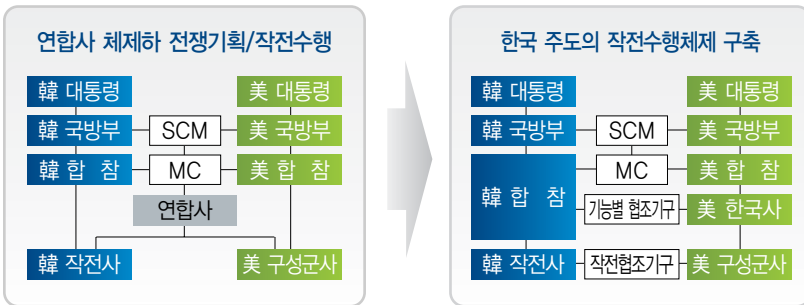 연합사 체제하 전쟁기획/작전수행
韓 대통령 美 대통령
韓 국방부 SCM 美 국방부
韓 합 참 MC 美 합 참
연합사
韓 작전사 美 구성군사
한국 주도의 작전수행체제 구축
韓 대통령 美 대통령
韓 국방부 SCM 美 국방부
韓 합 참 MC 美 합 참
기능별 협조기구 美 한국사
韓 작전사 작전협조기구 美 구성군사